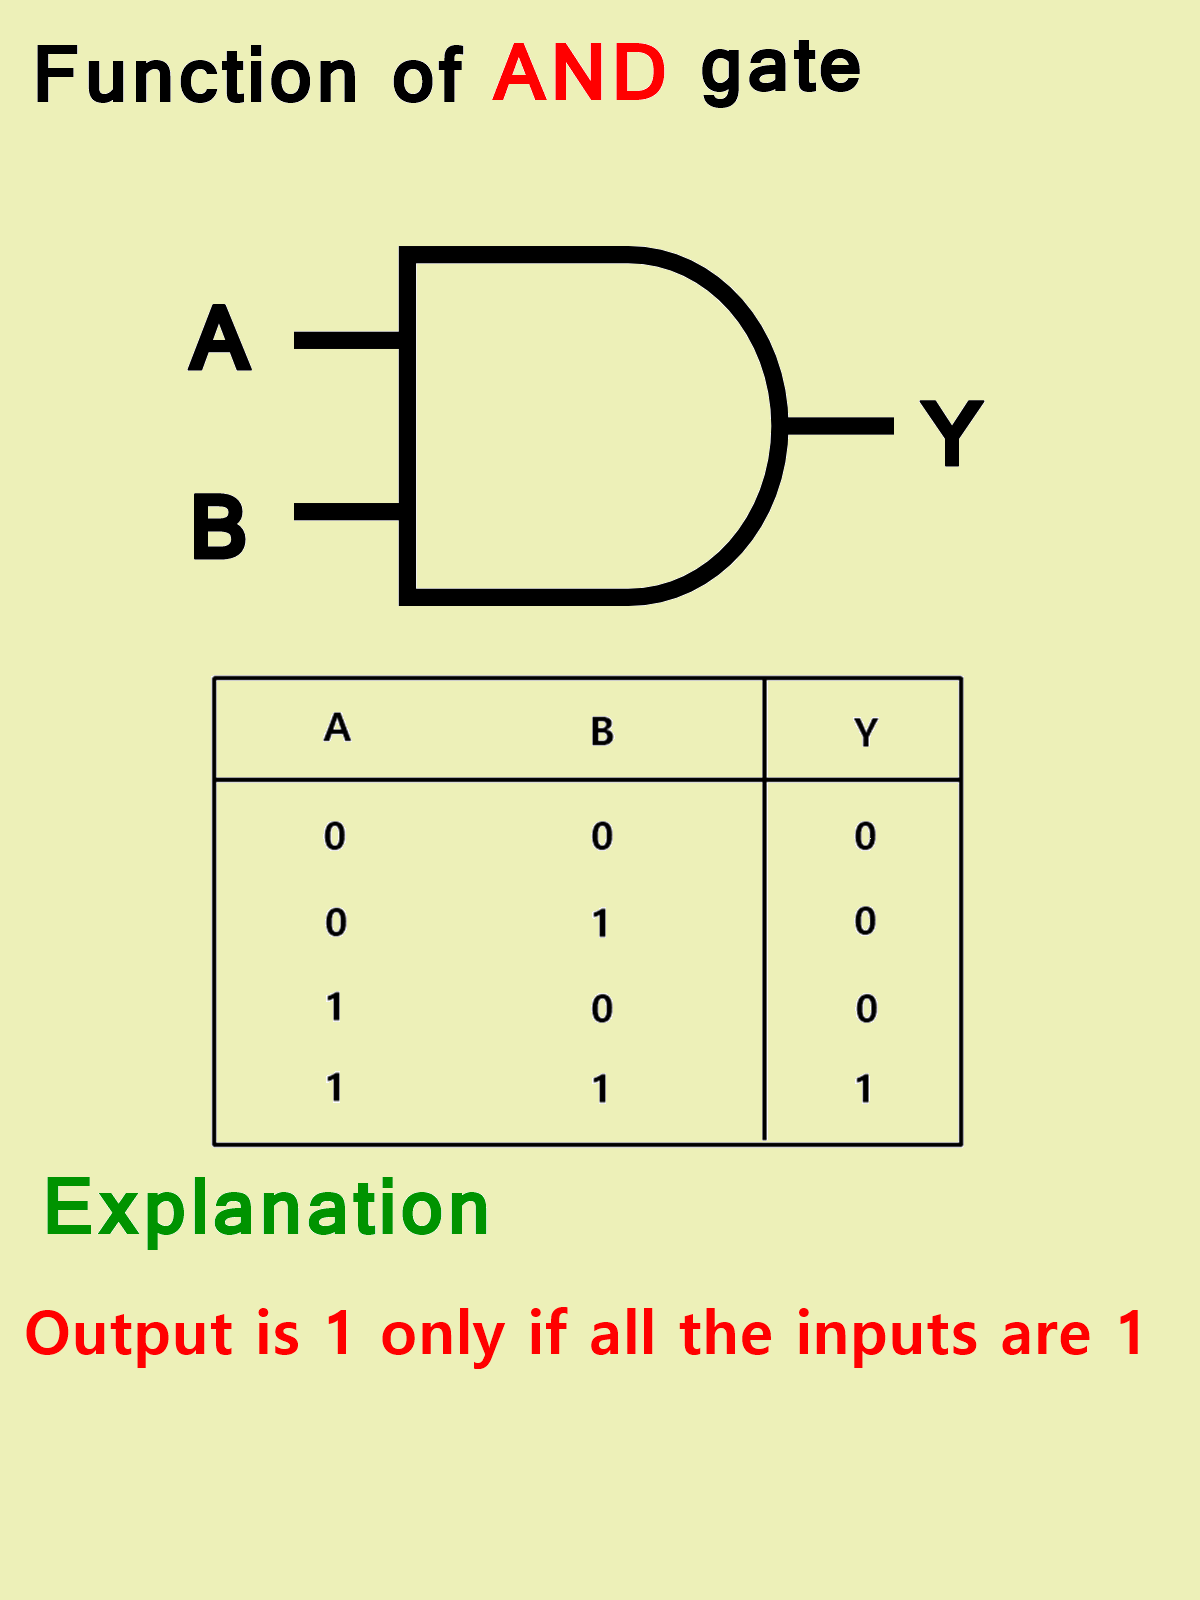 Function of AND gate
A
B
Y
A B Y
0 0 0
0 1 0
1 0 0
1 1 1
Explanation
Output is 1 only if all the inputs are 1